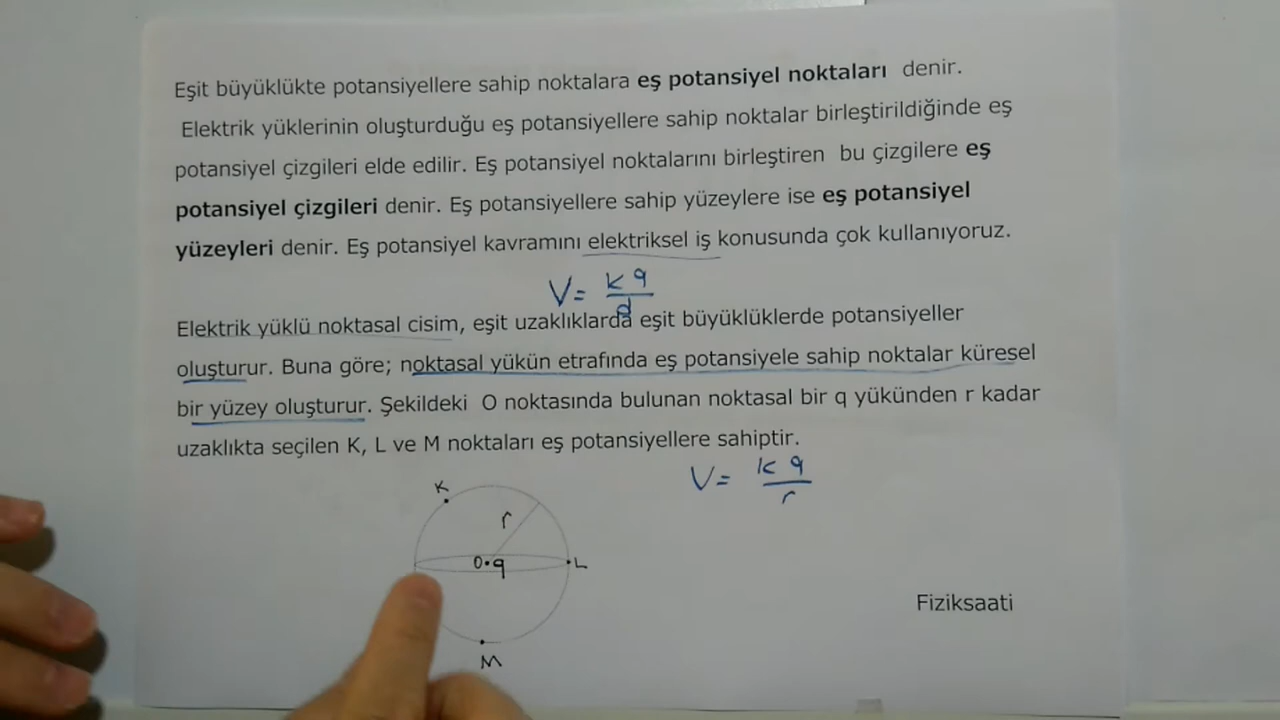 Eşit büyüklükte potansiyellere sahip noktalara eş potansiyel noktaları denir.
Elektrik yüklerinin oluşturduğu eş potansiyellere sahip noktalar birleştirildiğinde eş
potansiyel çizgileri elde edilir. Eş potansiyel noktalarını birleştiren bu çizgilere eş
potansiyel çizgileri denir. Eş potansiyellere sahip yüzeylere ise eş potansiyel
yüzeyleri denir. Eş potansiyel kavramını elektriksel iş konusunda çok kullanıyoruz.
V= kq/d
Elektrik yüklü noktasal cisim, eşit uzaklıklarda eşit büyüklüklerde potansiyeller
oluşturur. Buna göre; noktasal yükün etrafında eş potansiyele sahip noktalar küresel
bir yüzey oluşturur. Şekildeki O noktasında bulunan noktasal bir q yükünden r kadar
uzaklıkta seçilen K, L ve M noktaları eş potansiyellere sahiptir.
V= kq/r
K
r
O q
L
M
Fiziksaati